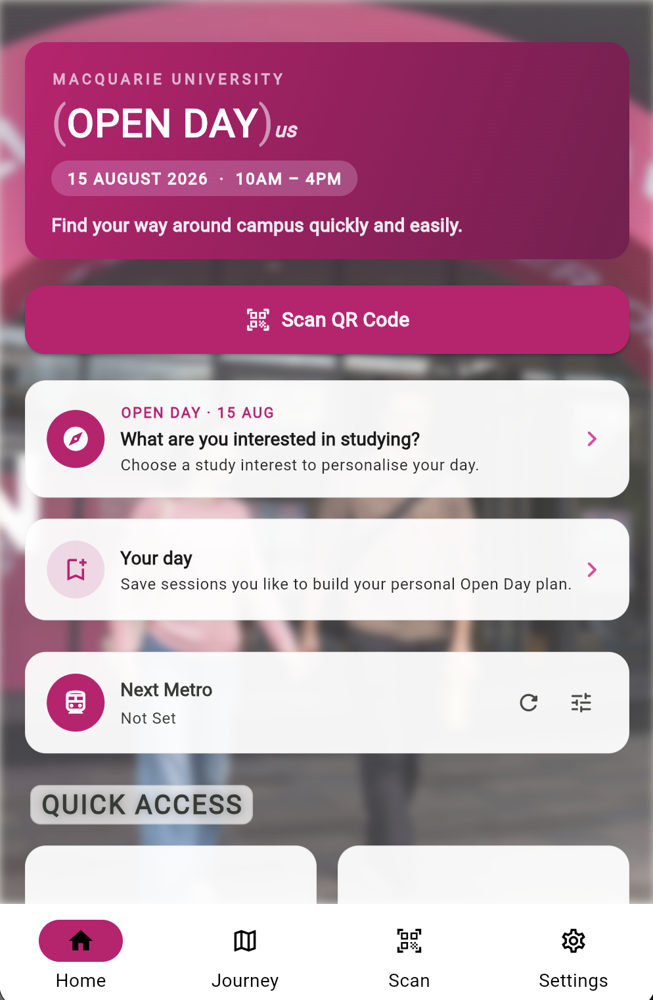 MACQUARIE UNIVERSITY
(OPEN DAY)us
15 AUGUST 2026 · 10AM – 4PM
Find your way around campus quickly and easily.
Scan QR Code
OPEN DAY · 15 AUG
What are you interested in studying?
Choose a study interest to personalise your day.
Your day
Save sessions you like to build your personal Open Day plan.
Next Metro
Not Set
QUICK ACCESS
Home
Journey
Scan
Settings